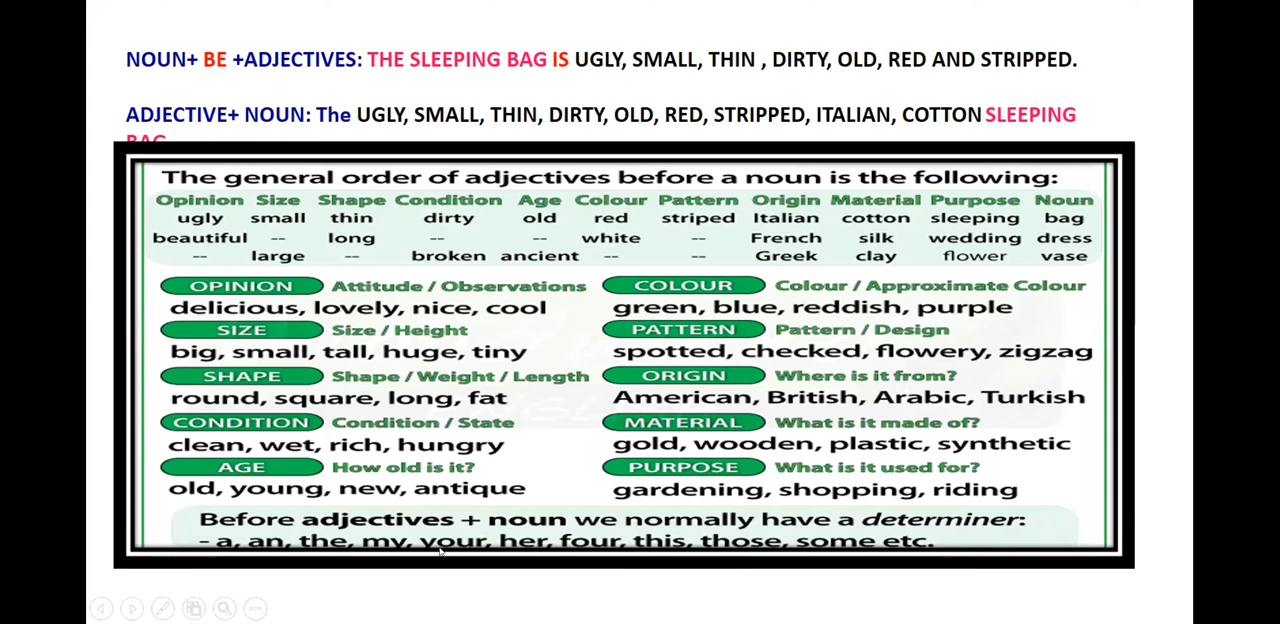 NOUN+ BE +ADJECTIVES: THE SLEEPING BAG IS UGLY, SMALL, THIN , DIRTY, OLD, RED AND STRIPPED.
ADJECTIVE+ NOUN: The UGLY, SMALL, THIN, DIRTY, OLD, RED, STRIPPED, ITALIAN, COTTON SLEEPING
BAG
The general order of adjectives before a noun is the following:
Opinion Size Shape Condition Age Colour Pattern Origin Material Purpose Noun
ugly small thin dirty old red striped Italian cotton sleeping bag
beautiful -- long -- -- white -- French silk wedding dress
-- large -- broken ancient -- -- Greek clay flower vase
OPINION Attitude / Observations COLOUR Colour / Approximate Colour
delicious, lovely, nice, cool green, blue, reddish, purple
SIZE Size / Height PATTERN Pattern / Design
big, small, tall, huge, tiny spotted, checked, flowery, zigzag
SHAPE Shape / Weight / Length ORIGIN Where is it from?
round, square, long, fat American, British, Arabic, Turkish
CONDITION Condition / State MATERIAL What is it made of?
clean, wet, rich, hungry gold, wooden, plastic, synthetic
AGE How old is it? PURPOSE What is it used for?
old, young, new, antique gardening, shopping, riding
Before adjectives + noun we normally have a determiner:
- a, an, the, my, your, her, four, this, those, some etc.